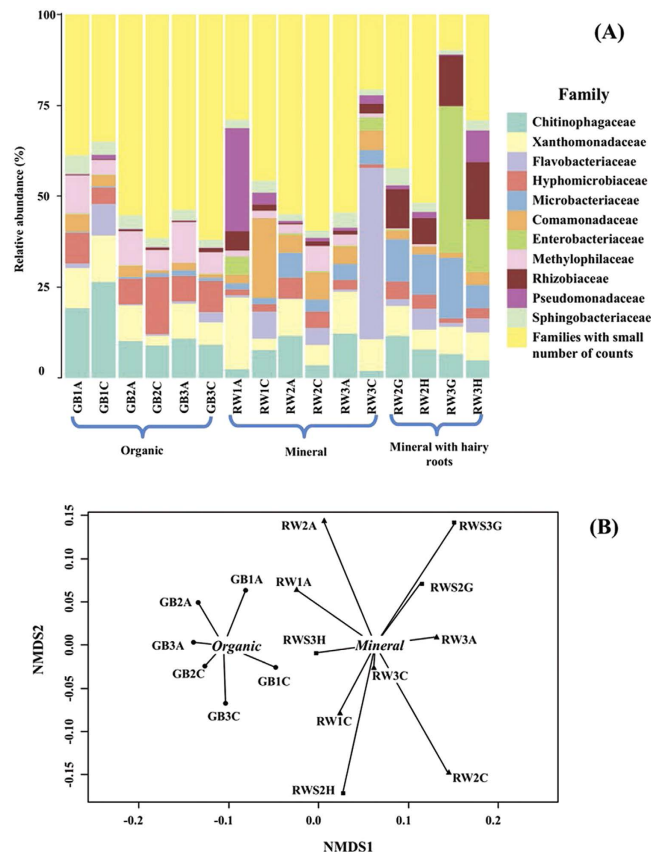 (A)
100
75
50
25
0
Relative abundance (%)
GB1A
GB1C
GB2A
GB2C
GB3A
GB3C
RW1A
RW1C
RW2A
RW2C
RW3A
RW3C
RW2G
RW2H
RW3G
RW3H
Organic
Mineral
Mineral with hairy
roots
Family
Chitinophagaceae
Xanthomonadaceae
Flavobacteriaceae
Hyphomicrobiaceae
Microbacteriaceae
Comamonadaceae
Enterobacteriaceae
Methylophilaceae
Rhizobiaceae
Pseudomonadaceae
Sphingobacteriaceae
Families with small
number of counts
(B)
0.15
0.10
0.05
0.00
-0.05
-0.10
-0.15
NMDS2
RW2A
RWS3G
GB1A
RW1A
RWS2G
GB2A
GB3A
Organic
RWS3H
Mineral
RW3A
GB2C
GB1C
RW3C
GB3C
RW1C
RW2C
RWS2H
-0.2
-0.1
0.0
0.1
0.2
NMDS1